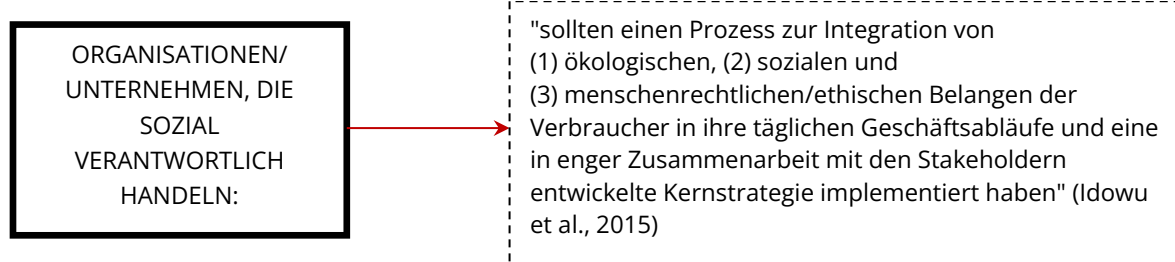 ORGANISATIONEN/
UNTERNEHMEN, DIE
SOZIAL
VERANTWORTLICH
HANDELN:
"sollten einen Prozess zur Integration von
(1) ökologischen, (2) sozialen und
(3) menschenrechtlichen/ethischen Belangen der
Verbraucher in ihre täglichen Geschäftsabläufe und eine
in enger Zusammenarbeit mit den Stakeholdern
entwickelte Kernstrategie implementiert haben" (Idowu
et al., 2015)